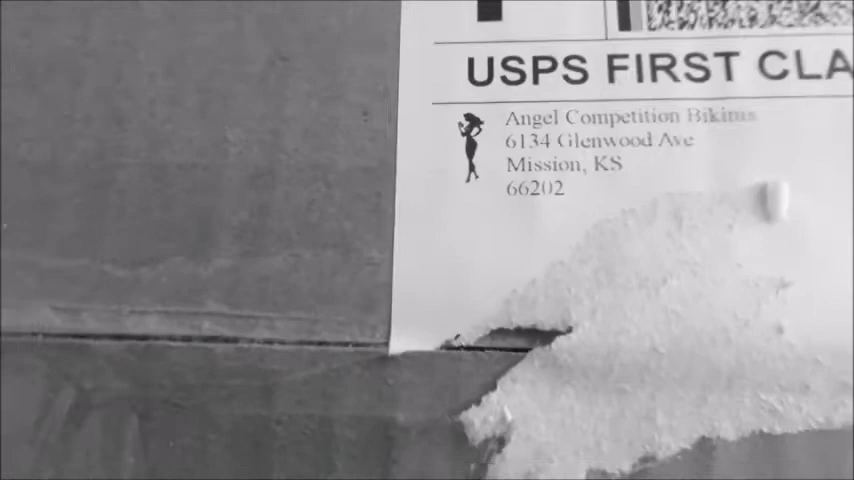 USPS FIRST CLA
Angel Competition Bikinis
6134 Glenwood Ave
Mission, KS
66202